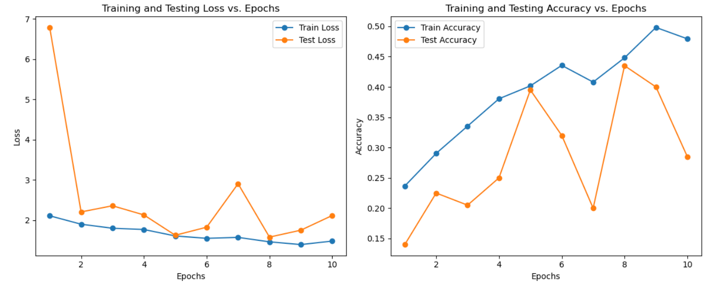 Training and Testing Loss vs. Epochs
7
6
5
4
3
2
Loss
2
4
6
8
10
Epochs
Train Loss
Test Loss
Training and Testing Accuracy vs. Epochs
0.50
0.45
0.40
0.35
0.30
0.25
0.20
0.15
Accuracy
2
4
6
8
10
Epochs
Train Accuracy
Test Accuracy